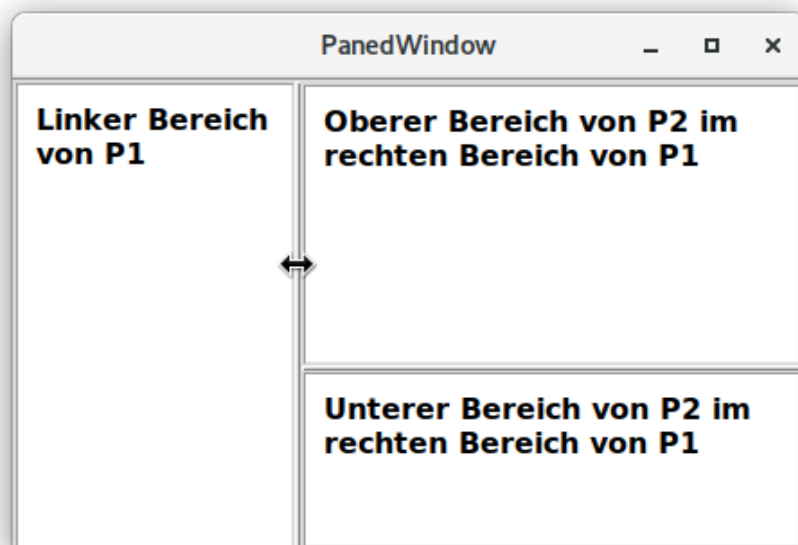 PanedWindow
Linker Bereich
von P1
Oberer Bereich von P2 im
rechten Bereich von P1
Unterer Bereich von P2 im
rechten Bereich von P1